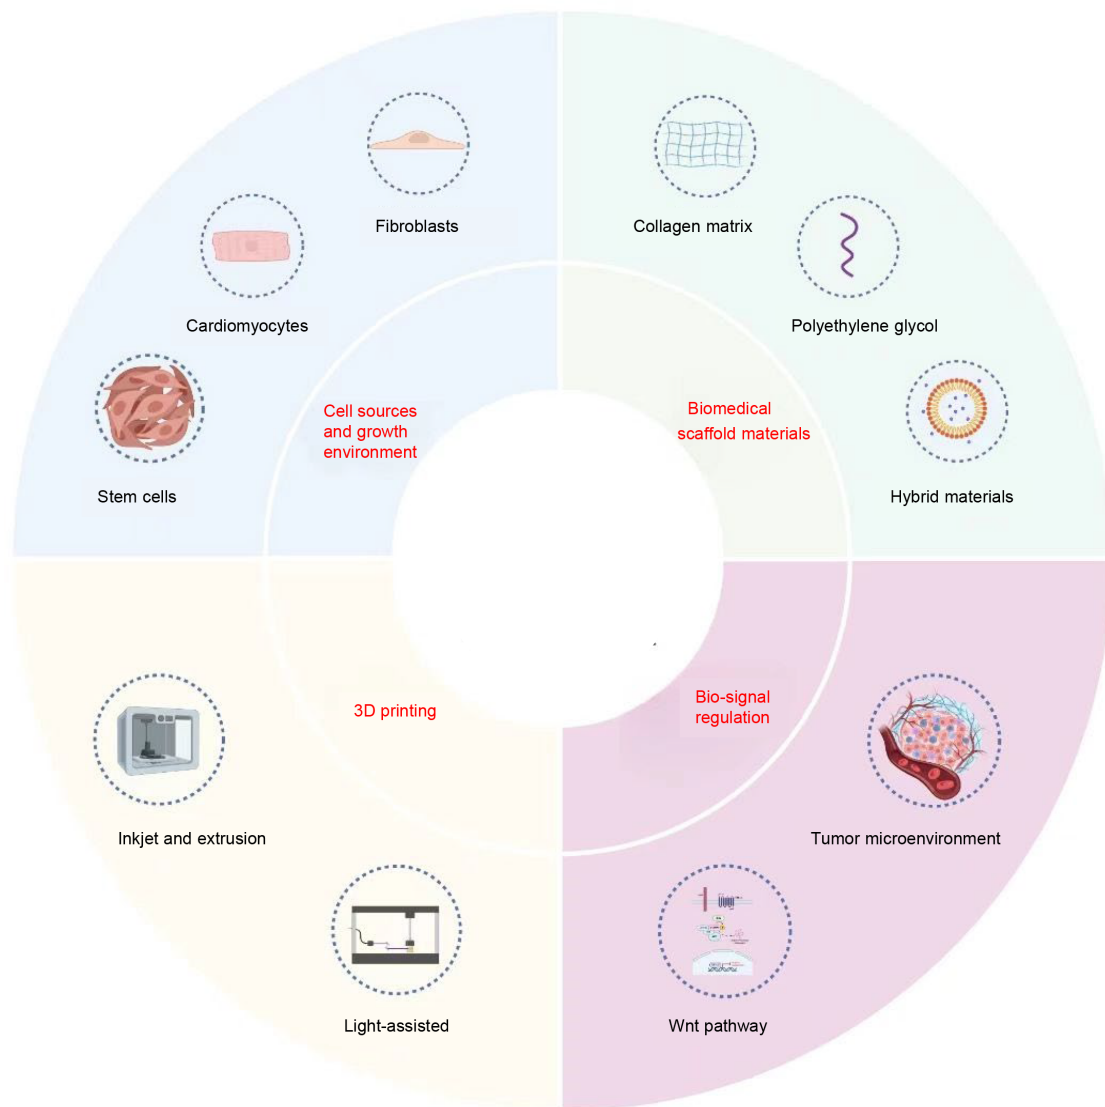 Fibroblasts
Collagen matrix
Cardiomyocytes
Polyethylene glycol
Cell sources
and growth
environment
Biomedical
scaffold materials
Stem cells
Hybrid materials
3D printing
Bio-signal
regulation
Inkjet and extrusion
Tumor microenvironment
Light-assisted
Wnt pathway